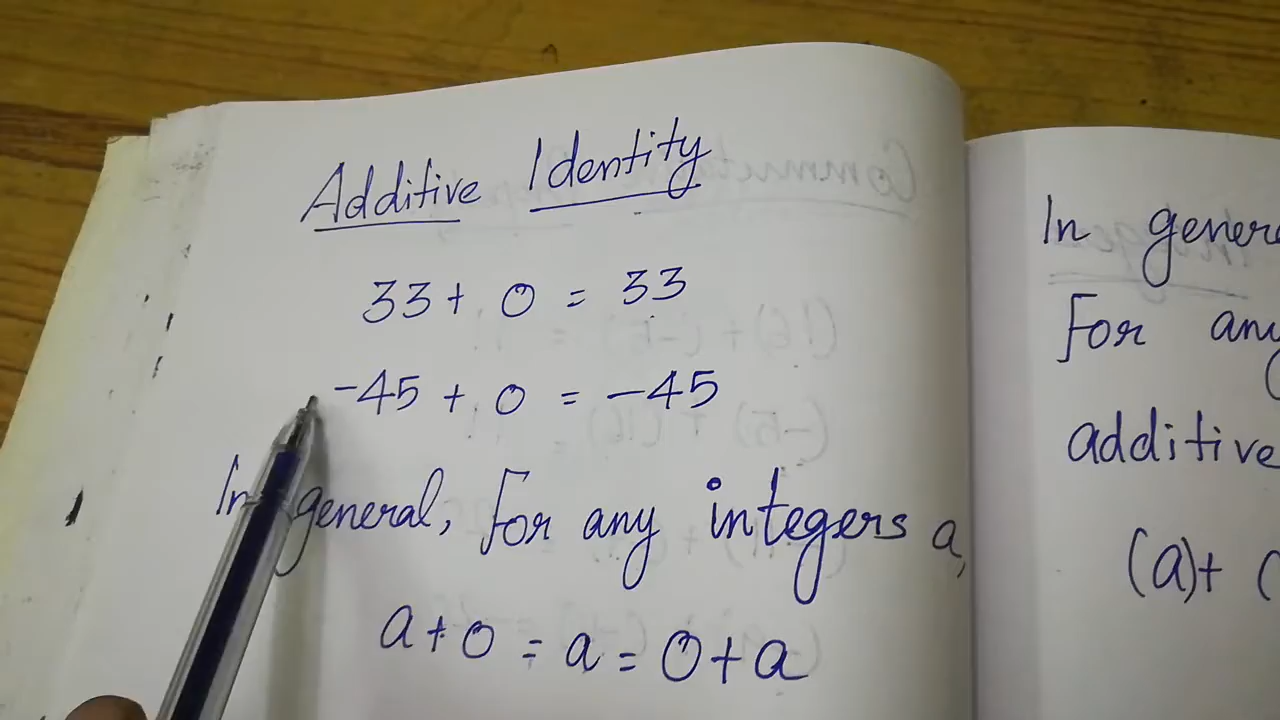 Additive Identity
33 + 0 = 33
-45 + 0 = -45
In general, for any integers a,
a + 0 = a = 0 + a
In
For any
additive
(a)+ (